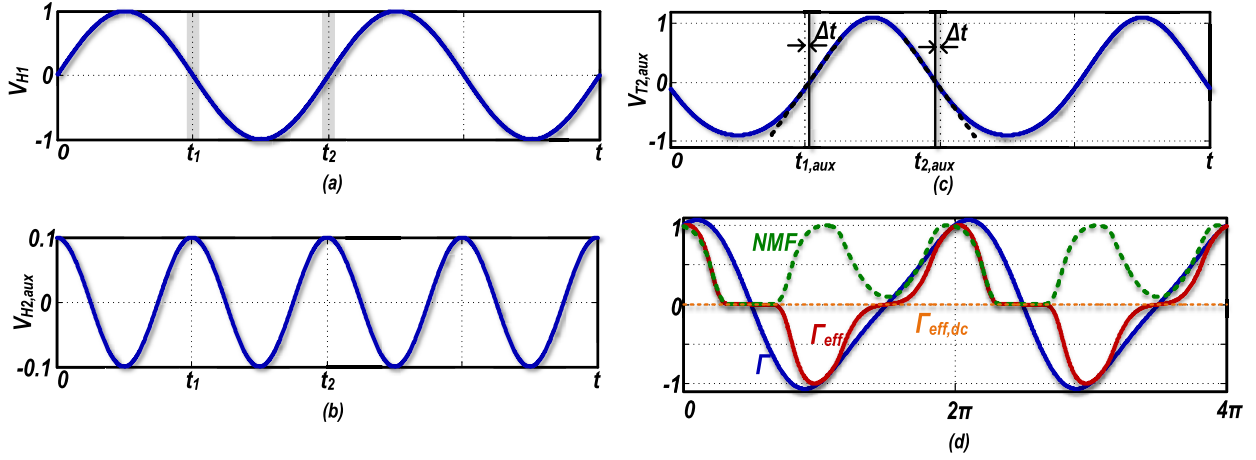 V_H1
1
0
-1
0 t_1 t_2 t
(a)
V_H2,aux
0.1
0
-0.1
0 t_1 t_2 t
(b)
V_T2,aux
1
0
-1
Δt Δt
0 t_1,aux t_2,aux t
(c)
1
0
-1
NMF
Γ_eff
Γ_eff,dc
Γ
0 2π 4π
(d)